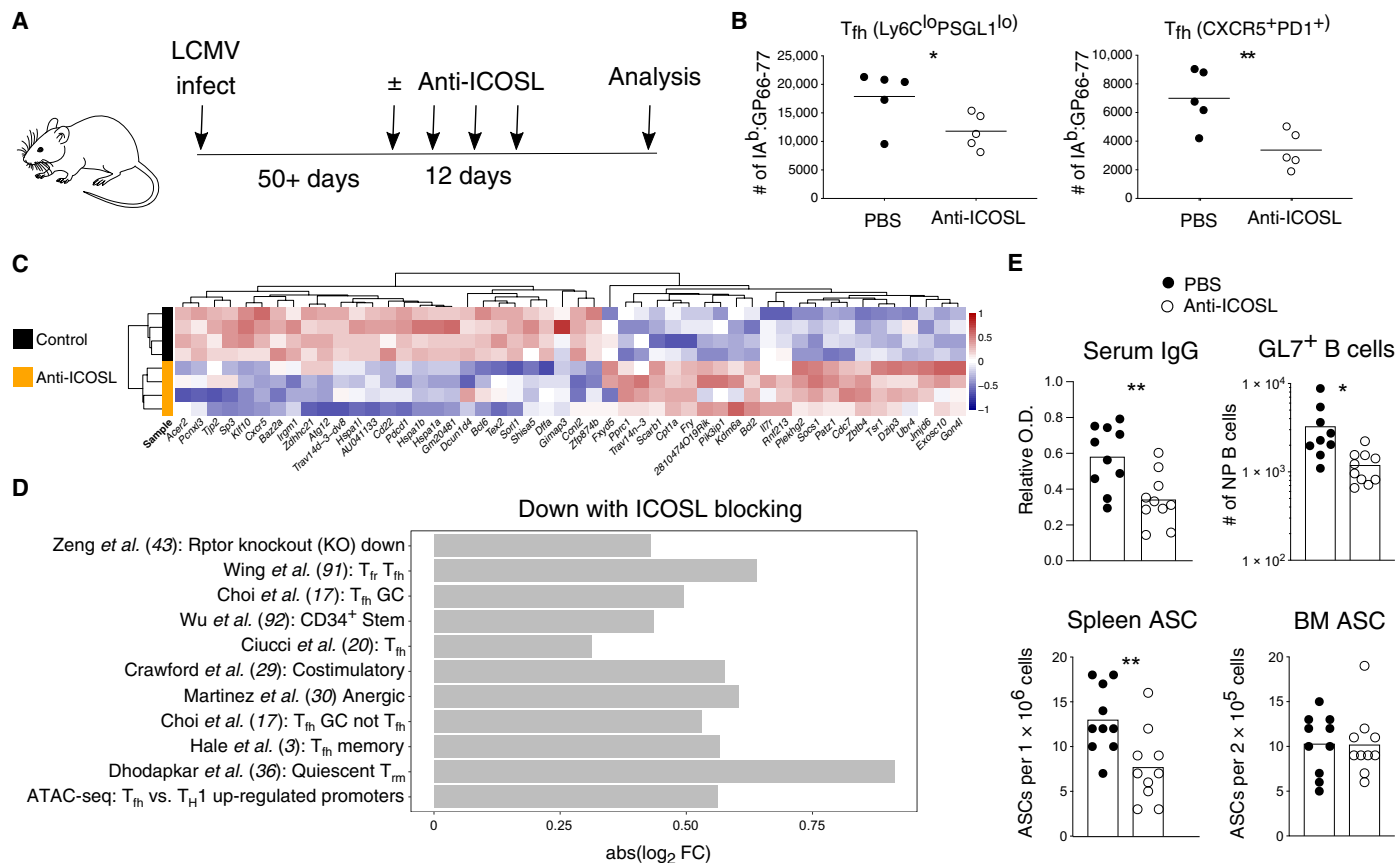 A
LCMV
infect
±
Anti-ICOSL
Analysis
50+ days
12 days
B
Tfh (Ly6CloPSGL1lo)
*
# of IAb:GP66-77
25,000
20,000
15,000
10,000
5000
0
PBS
Anti-ICOSL
Tfh (CXCR5+PD1+)
**
# of IAb:GP66-77
10,000
8000
6000
4000
2000
0
PBS
Anti-ICOSL
C
Control
Anti-ICOSL
1
0.5
0
−0.5
−1
Sample
Acer2
Pcnxl3
Tjp2
Sp3
Klf10
Cxcr5
Baz2a
Irgm1
Zdhhc21
Alg12
Trav14d−3−dv8
Hspa1l
AU041133
Cd22
Pdcd1
Hspa1b
Hspa1a
Gm20481
Dcun1d4
Bcl6
Tex2
Sorl1
Shisa5
Dffa
Gimap3
Ccnl2
Zfp874b
Fxyd5
Pprc1
Trav14n−3
Scarb1
Cpt1a
Fry
2810474O19Rik
Pik3ip1
Kdm6a
Bcl2
Il7r
Rnf213
Plekhg2
Socs1
Patz1
Cdc7
Zbtb4
Tsr1
Dzip3
Ubr4
Jmjd6
Exosc10
Gon4l
D
Down with ICOSL blocking
Zeng et al. (43): Rptor knockout (KO) down
Wing et al. (91): Tfr Tfh
Choi et al. (17): Tfh GC
Wu et al. (92): CD34+ Stem
Ciucci et al. (20): Tfh
Crawford et al. (29): Costimulatory
Martinez et al. (30) Anergic
Choi et al. (17): Tfh GC not Tfh
Hale et al. (3): Tfh memory
Dhodapkar et al. (36): Quiescent Trm
ATAC-seq: Tfh vs. TH1 up-regulated promoters
0
0.25
0.50
0.75
abs(log2 FC)
E
PBS
Anti-ICOSL
Serum IgG
**
Relative O.D.
1.0
0.8
0.6
0.4
0.2
0.0
GL7+ B cells
*
# of NP B cells
1 × 104
1 × 103
1 × 102
Spleen ASC
**
ASCs per 1 × 106 cells
20
15
10
5
0
BM ASC
ASCs per 2 × 105 cells
20
15
10
5
0